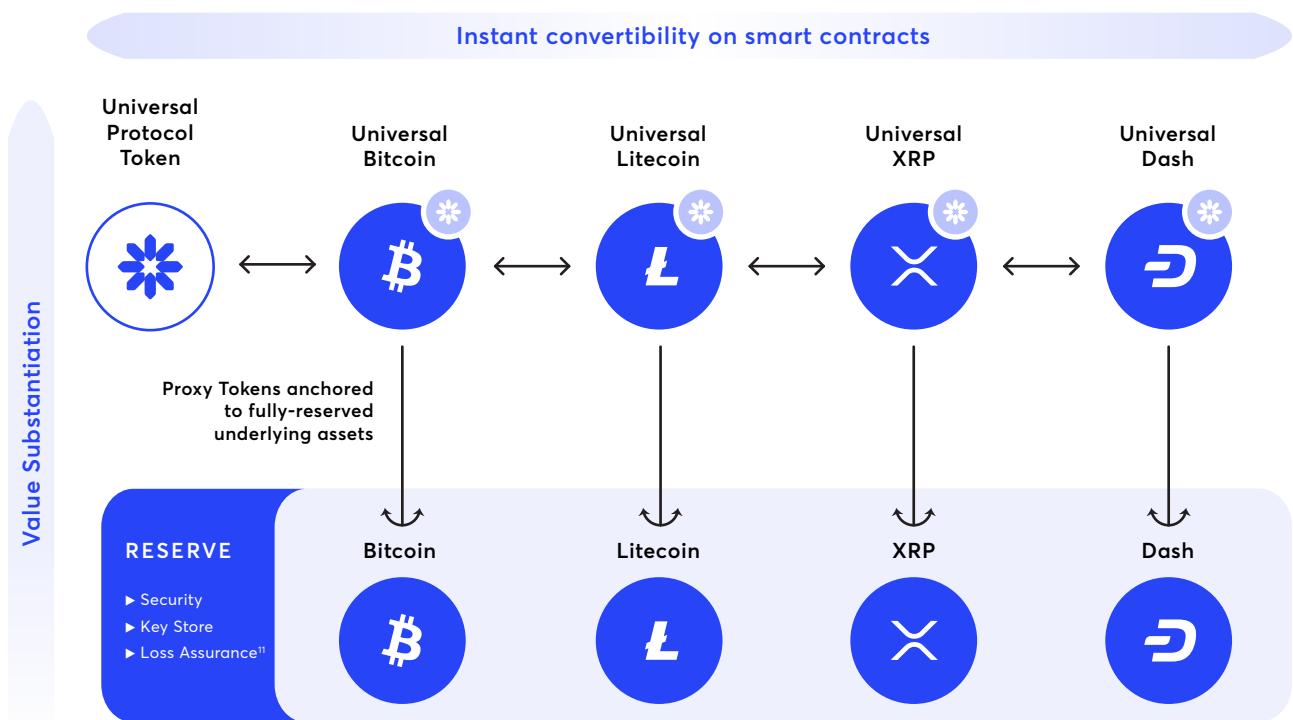 Instant convertibility on smart contracts
Value Substantiation
Universal
Protocol
Token
Universal
Bitcoin
Universal
Litecoin
Universal
XRP
Universal
Dash
Proxy Tokens anchored
to fully-reserved
underlying assets
RESERVE
▶ Security
▶ Key Store
▶ Loss Assurance¹¹
Bitcoin
Litecoin
XRP
Dash